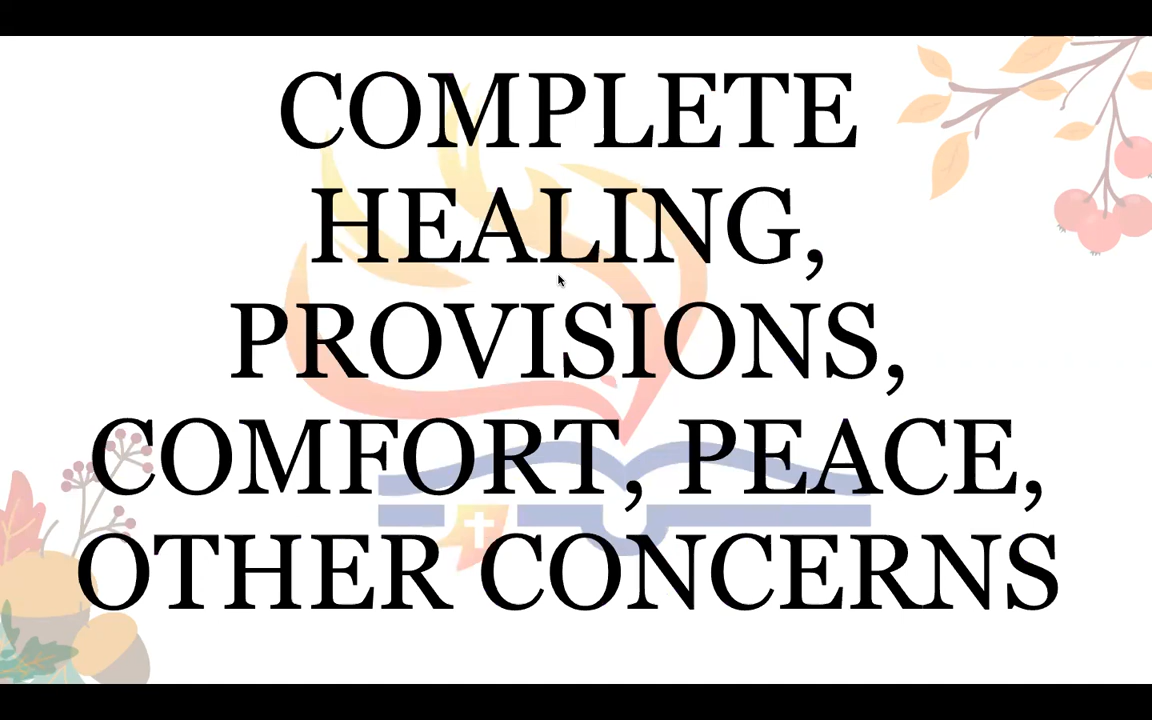 COMPLETE
HEALING,
PROVISIONS,
COMFORT, PEACE,
OTHER CONCERNS